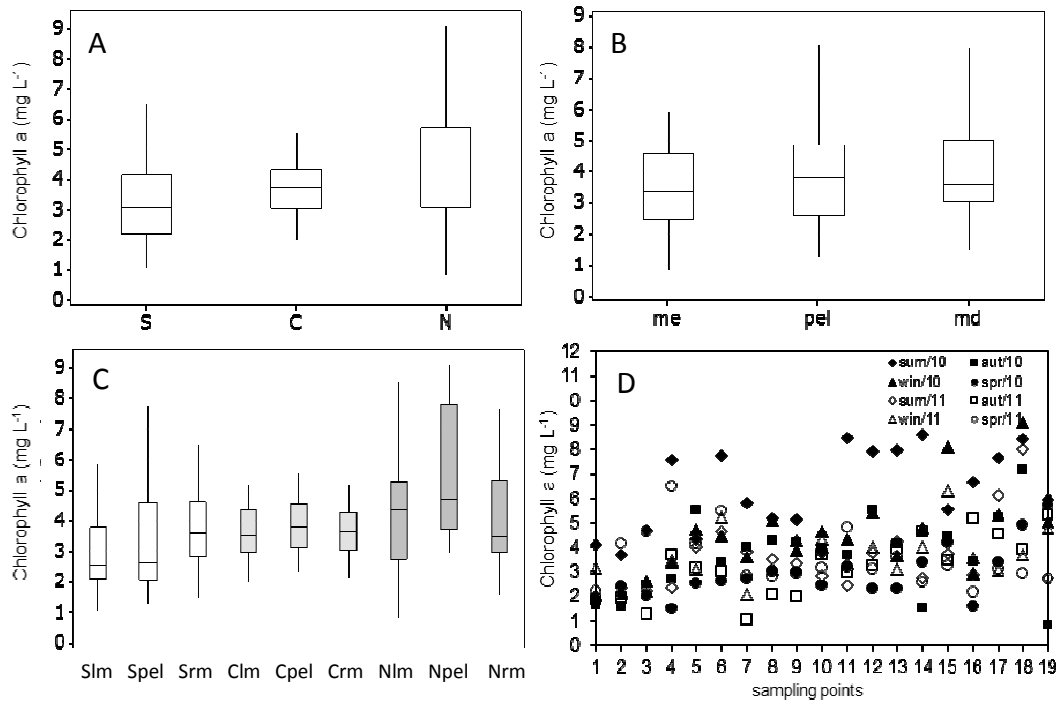 A
Chlorophyll a (mg L-¹)
9
8
7
6
5
4
3
2
1
0
S C N
B
Chlorophyll a (mg L-¹)
9
8
7
6
5
4
3
2
1
0
me pel md
C
Chlorophyll a (mg L-¹)
9
8
7
6
5
4
3
2
1
0
Slm Spel Srm Clm Cpel Crm Nlm Npel Nrm
D
Chlorophyll a (mg L-¹)
12
11
0
9
8
7
6
5
4
3
2
1
0
sum/10 aut/10
win/10 spr/10
sum/11 aut/11
win/11 spr/11
1 2 3 4 5 6 7 8 9 10 11 12 13 14 15 16 17 18 19
sampling points